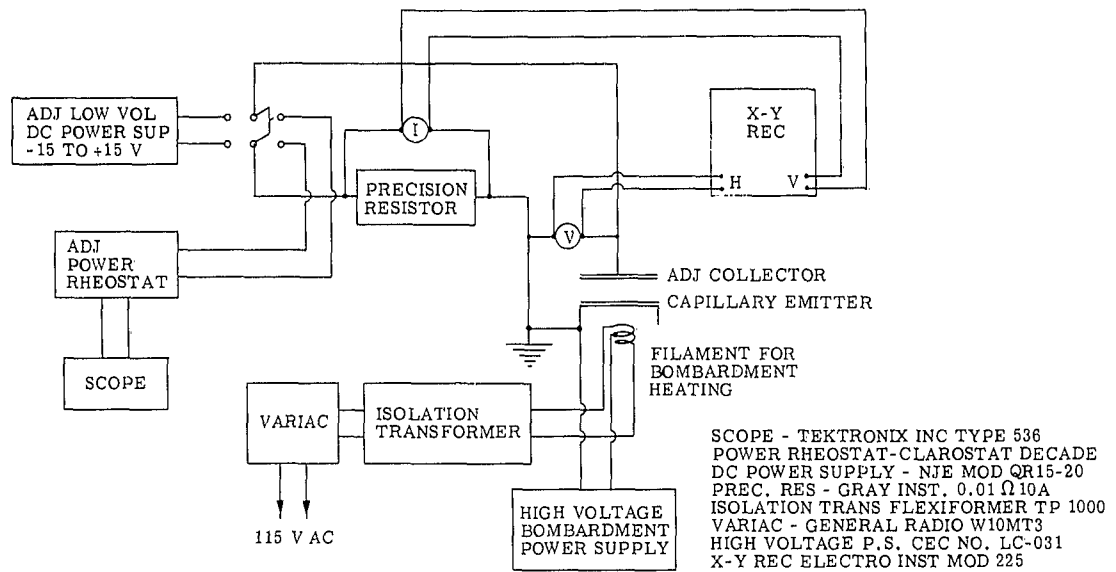 ADJ LOW VOL
DC POWER SUP
-15 TO +15 V
I
X-Y
REC
H
V
PRECISION
RESISTOR
V
ADJ
POWER
RHEOSTAT
ADJ COLLECTOR
CAPILLARY EMITTER
FILAMENT FOR
BOMBARDMENT
HEATING
SCOPE
VARIAC
ISOLATION
TRANSFORMER
115 V AC
HIGH VOLTAGE
BOMBARDMENT
POWER SUPPLY
SCOPE - TEKTRONIX INC TYPE 536
POWER RHEOSTAT-CLAROSTAT DECADE
DC POWER SUPPLY - NJE MOD QR15-20
PREC. RES - GRAY INST. 0.01 Ω 10A
ISOLATION TRANS FLEXIFORMER TP 1000
VARIAC - GENERAL RADIO W10MT3
HIGH VOLTAGE P.S. CEC NO. LC-031
X-Y REC ELECTRO INST MOD 225